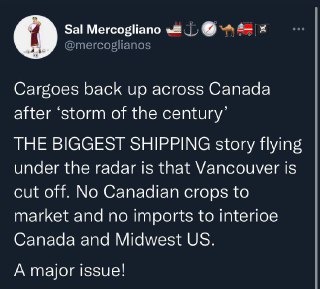 Sal Mercogliano 🚢⚓🧭🐪🚒🏴‍☠️ ...
@mercoglianos
Cargoes back up across Canada
after ‘storm of the century’
THE BIGGEST SHIPPING story flying
under the radar is that Vancouver is
cut off. No Canadian crops to
market and no imports to interioe
Canada and Midwest US.
A major issue!